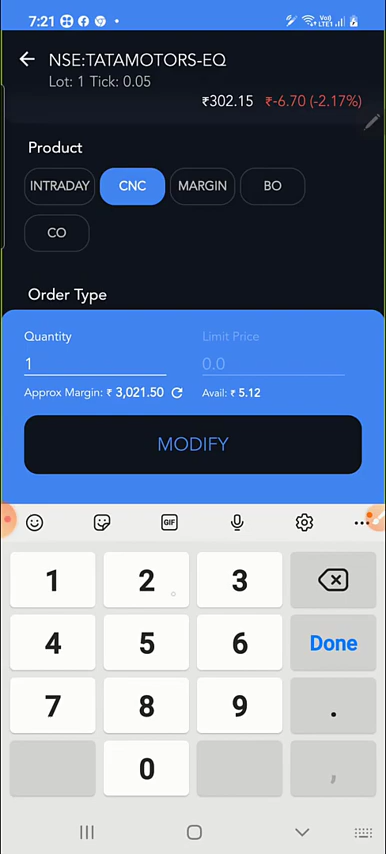 7:21
NSE:TATAMOTORS-EQ
Lot: 1 Tick: 0.05
₹302.15 ₹-6.70 (-2.17%)
Product
INTRADAY CNC MARGIN BO
CO
Order Type
Quantity Limit Price
1 0.0
Approx Margin: ₹ 3,021.50 Avail: ₹ 5.12
MODIFY
GIF
1 2 3
4 5 6 Done
7 8 9 .
0 ,